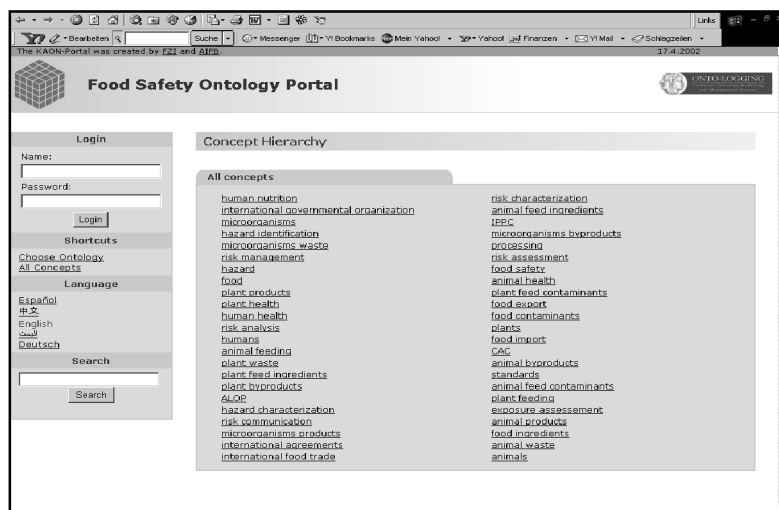 Links
Bearbeiten Suche Messenger Y! Bookmarks Mein Yahoo! Yahoo! Finanzen Y! Mail Schlagzeilen
The KAON-Portal was created by FZI and AIFB. 17.4.2002
Food Safety Ontology Portal
ONTO-LOGGING
Login
Name:
Password:
Login
Shortcuts
Choose Ontology
All Concepts
Language
Español
中文
English
Deutsch
Search
Search
Concept Hierarchy
All concepts
human nutrition
international governmental organization
microorganisms
hazard identification
microorganisms waste
risk management
hazard
food
plant products
plant health
human health
risk analysis
humans
animal feeding
plant waste
plant feed ingredients
plant byproducts
ALOP
hazard characterization
risk communication
microorganisms products
international agreements
international food trade
risk characterization
animal feed ingredients
IPPC
microorganisms byproducts
processing
risk assessment
food safety
animal health
plant feed contaminants
food export
food contaminants
plants
food import
CAC
animal byproducts
standards
animal feed contaminants
plant feeding
exposure assessement
animal products
food ingredients
animal waste
animals